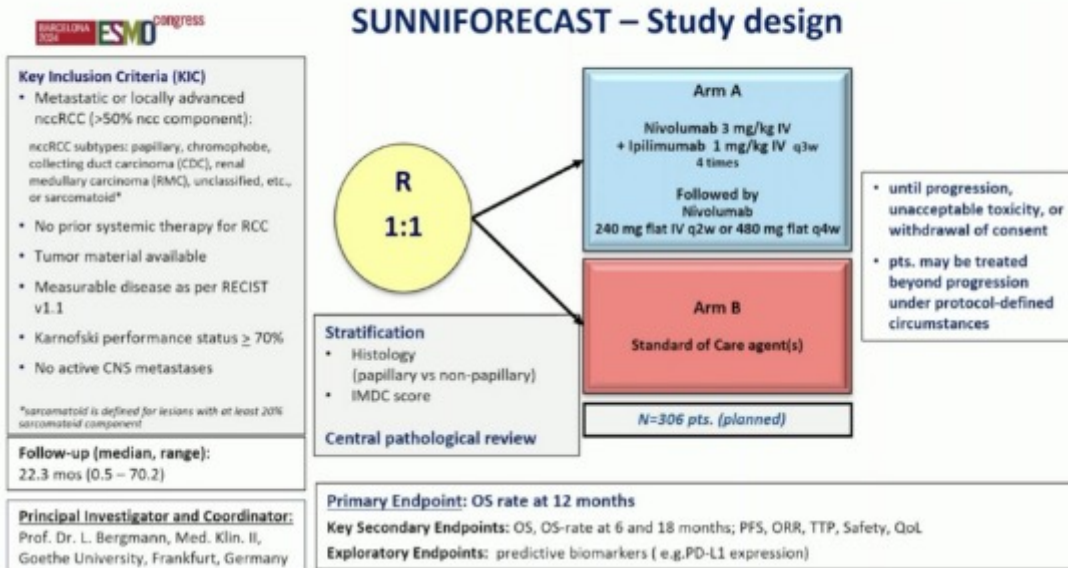 BARCELONA
2024
ESMO congress
SUNNIFORECAST – Study design
Key Inclusion Criteria (KIC)
• Metastatic or locally advanced
nccRCC (>50% ncc component):
nccRCC subtypes: papillary, chromophobe,
collecting duct carcinoma (CDC), renal
medullary carcinoma (RMC), unclassified, etc.,
or sarcomatoid*
• No prior systemic therapy for RCC
• Tumor material available
• Measurable disease as per RECIST
v1.1
• Karnofski performance status ≥ 70%
• No active CNS metastases
*sarcomatoid is defined for lesions with at least 20%
sarcomatoid component
Follow-up (median, range):
22.3 mos (0.5 – 70.2)
Principal Investigator and Coordinator:
Prof. Dr. L. Bergmann, Med. Klin. II,
Goethe University, Frankfurt, Germany
R
1:1
Stratification
• Histology
(papillary vs non-papillary)
• IMDC score
Central pathological review
Arm A
Nivolumab 3 mg/kg IV
+ Ipilimumab 1 mg/kg IV q3w
4 times
Followed by
Nivolumab
240 mg flat IV q2w or 480 mg flat q4w
Arm B
Standard of Care agent(s)
N=306 pts. (planned)
• until progression,
unacceptable toxicity, or
withdrawal of consent
• pts. may be treated
beyond progression
under protocol-defined
circumstances
Primary Endpoint: OS rate at 12 months
Key Secondary Endpoints: OS, OS-rate at 6 and 18 months; PFS, ORR, TTP, Safety, QoL
Exploratory Endpoints: predictive biomarkers ( e.g.PD-L1 expression)